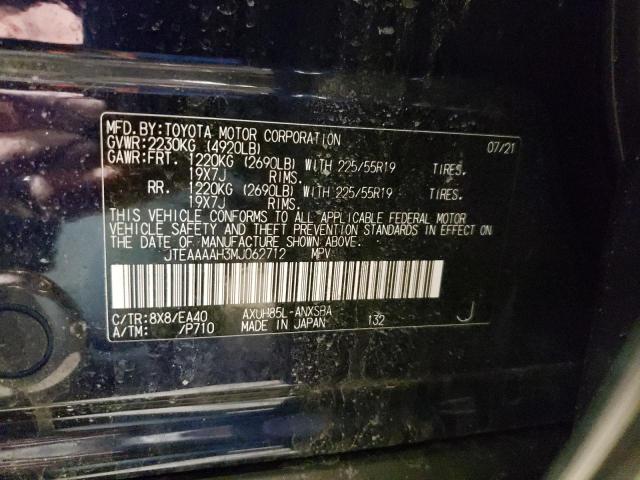 MFD.BY:TOYOTA MOTOR CORPORATION 07/21
GVWR:2230KG (4920LB)
GAWR:FRT. 1220KG (2690LB) WITH 225/55R19 TIRES.
19X7J RIMS.
RR. 1220KG (2690LB) WITH 225/55R19 TIRES.
19X7J RIMS.
THIS VEHICLE CONFORMS TO ALL APPLICABLE FEDERAL MOTOR
VEHICLE SAFETY AND THEFT PREVENTION STANDARDS IN EFFECT ON
THE DATE OF MANUFACTURE SHOWN ABOVE.
JTEAAAAH3MJ062712 MPV
C/TR:8X8/EA40 AXUH85L-ANXSBA J
A/TM: /P710 MADE IN JAPAN 132